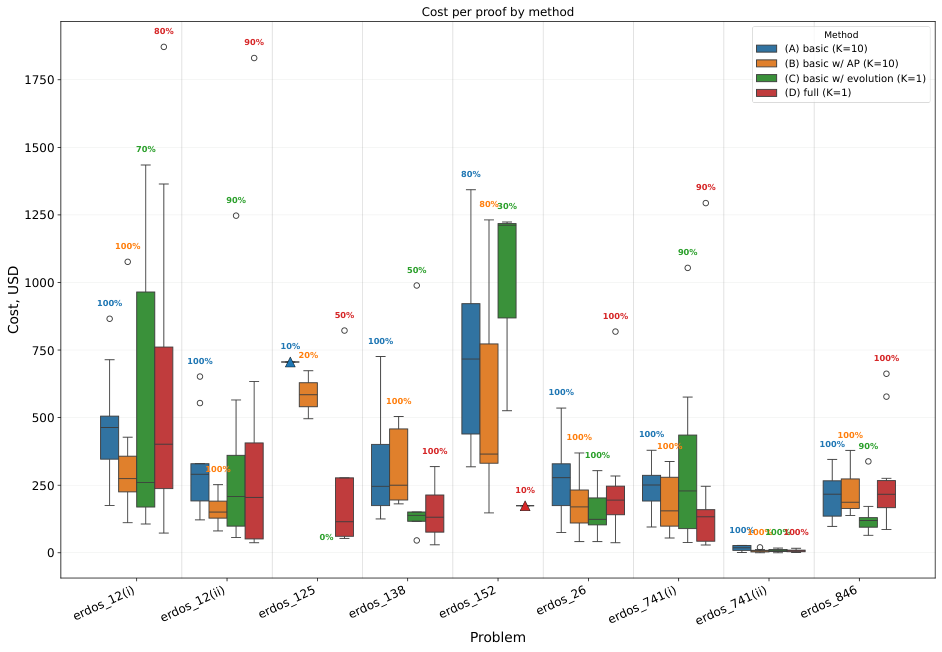 Cost per proof by method
Cost, USD
1750
1500
1250
1000
750
500
250
0
Method
(A) basic (K=10)
(B) basic w/ AP (K=10)
(C) basic w/ evolution (K=1)
(D) full (K=1)
100%
100%
70%
80%
100%
100%
90%
90%
10%
20%
0%
50%
100%
100%
50%
100%
80%
80%
30%
10%
100%
100%
100%
100%
100%
100%
90%
90%
100%
100%
100%
100%
100%
100%
90%
100%
erdos_12(i)
erdos_12(ii)
erdos_125
erdos_138
erdos_152
erdos_26
erdos_741(i)
erdos_741(ii)
erdos_846
Problem